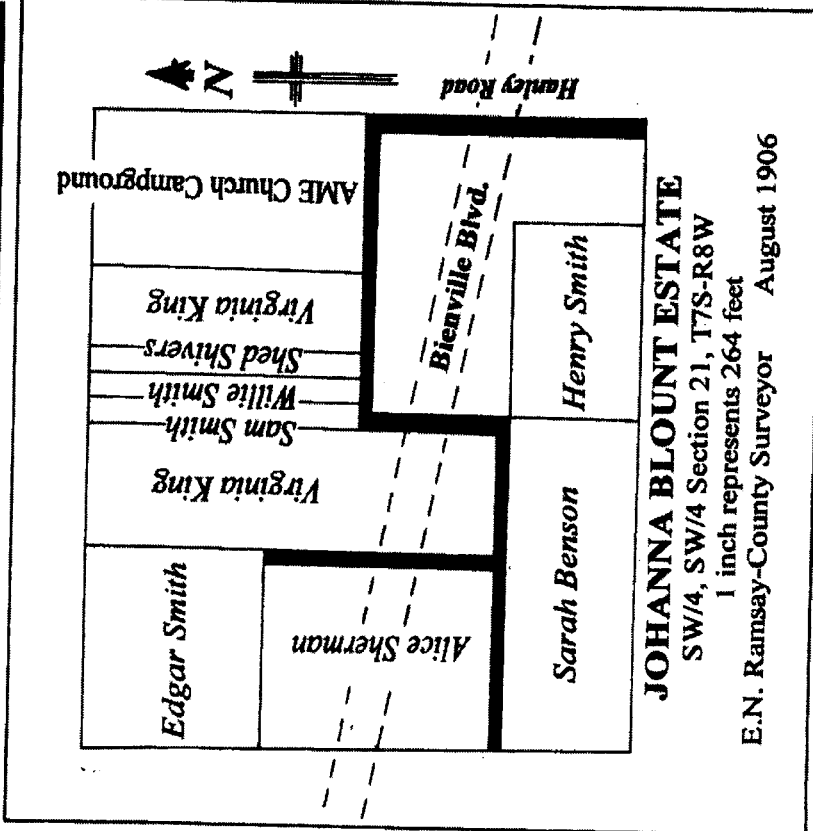 N
Hanley Road
AME Church Campground
Bienville Blvd.
Virginia King
Shed Shivers
Willie Smith
Sam Smith
Henry Smith
Virginia King
Edgar Smith
Alice Sherman
Sarah Benson
JOHANNA BLOUNT ESTATE
SW/4, SW/4 Section 21, T7S-R8W
1 inch represents 264 feet
E.N. Ramsay-County Surveyor August 1906